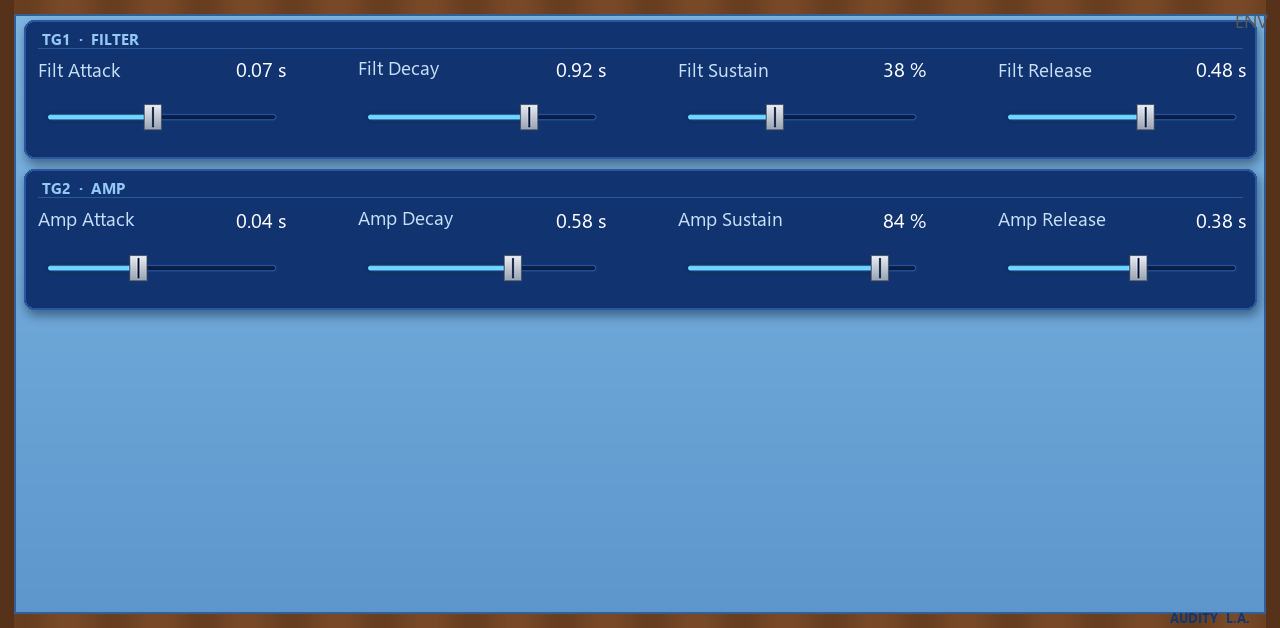 ENV
TG1 · FILTER
Filt Attack 0.07 s Filt Decay 0.92 s Filt Sustain 38 % Filt Release 0.48 s
TG2 · AMP
Amp Attack 0.04 s Amp Decay 0.58 s Amp Sustain 84 % Amp Release 0.38 s
AUDITY L.A.